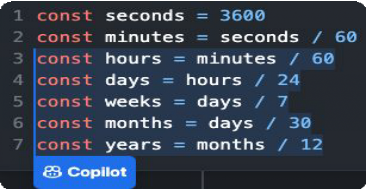 1 const seconds = 3600
2 const minutes = seconds / 60
3 const hours = minutes / 60
4 const days = hours / 24
5 const weeks = days / 7
6 const months = days / 30
7 const years = months / 12
Copilot